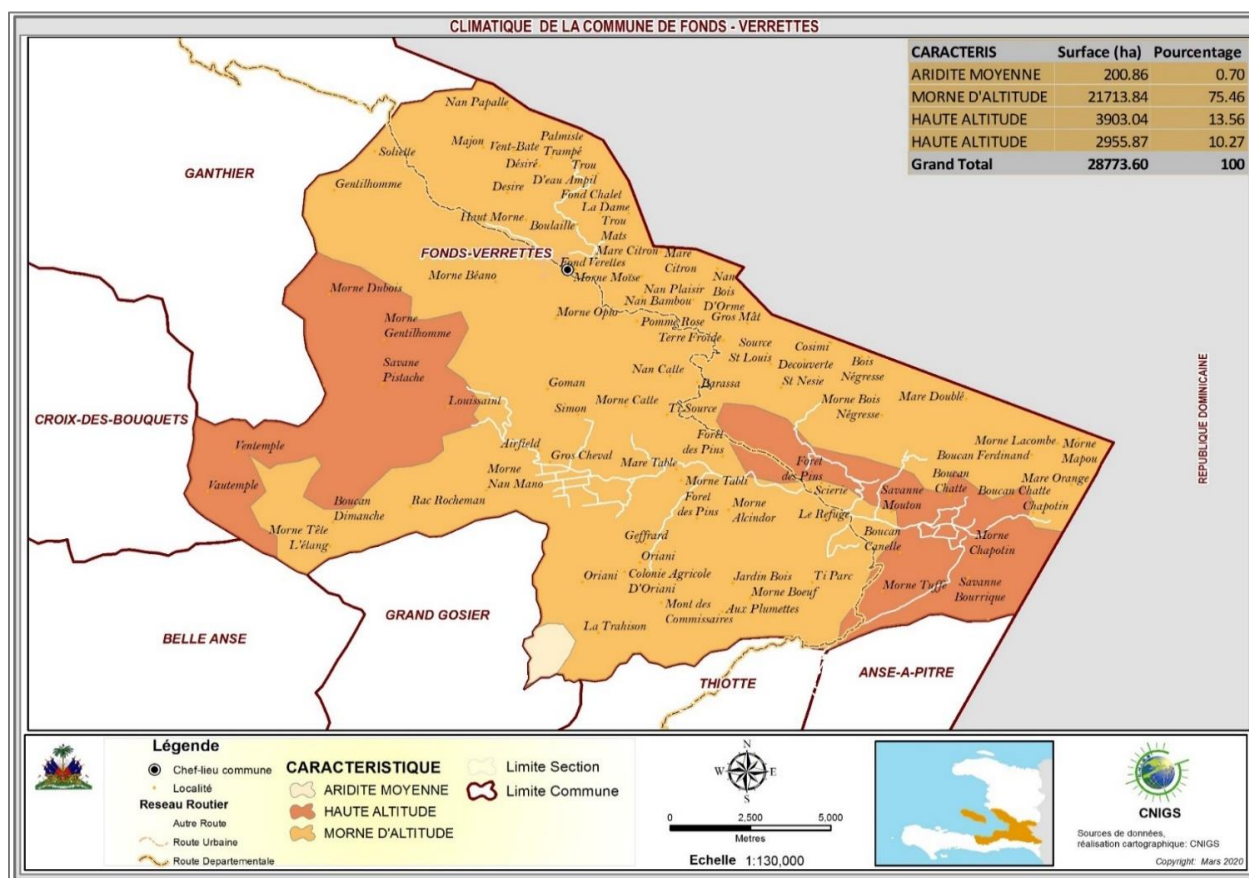 CLIMATIQUE DE LA COMMUNE DE FONDS - VERRETTES
CARACTERIS Surface (ha) Pourcentage
ARIDITE MOYENNE 200.86 0.70
MORNE D'ALTITUDE 21713.84 75.46
HAUTE ALTITUDE 3903.04 13.56
HAUTE ALTITUDE 2955.87 10.27
Grand Total 28773.60 100
GANTHIER
CROIX-DES-BOUQUETS
BELLE ANSE
GRAND GOSIER
THIOTTE
ANSE-A-PITRE
REPUBLIQUE DOMINICAINE
FONDS-VERRETTES
Nan Papalle
Majon
Vent-Bate
Palmisle
Trampé
Soliette
Désiré
Trou
D'eau Ampil
Gentilhomme
Desire
Fond Chalet
La Dame
Haut Morne
Boulaille
Trou
Mats
Mare Citron
Mare
Citron
Fond Verelles
Morne Béano
Morne Moïse
Nan
Bois
D'Orme
Nan Plaisir
Morne Dubois
Nan Bambou
Gros Mât
Morne Ophi
Pomme Rose
Morne
Gentilhomme
Terre Froide
Source
St Louis
Cosimi
Decouverte
St Nesie
Bois
Négresse
Savane
Pistache
Nan Calle
Barassa
Goman
Mare Doublé
Louissaint
Simon
Morne Calle
Ti Source
Morne Bois
Négresse
Airfield
Forêt
des Pins
Ventemple
Gros Cheval
Mare Table
Foret
des Pins
Morne Lacombe
Morne
Mapou
Boucan Ferdinand
Morne
Nan Mano
Vautemple
Morne Tabli
Scierie
Savanne
Mouton
Boucan
Chatte
Mare Orange
Boucan Chatte
Chapotin
Boucan
Dimanche
Rac Rocheman
Foret
des Pins
Morne
Alcindor
Le Refuge
Morne Tête
L'élang
Geffrard
Boucan
Canelle
Morne
Chapotin
Oriani
Oriani
Colonie Agricole
D'Oriani
Jardin Bois
Ti Parc
Morne Boeuf
Morne Tuffe
Savanne
Bourrique
Mont des
Commissaires
Aux Plumettes
La Trahison
Légende
Chef-lieu commune
Localité
Reseau Routier
Autre Route
Route Urbaine
Route Departementale
CARACTERISTIQUE
ARIDITE MOYENNE
HAUTE ALTITUDE
MORNE D'ALTITUDE
Limite Section
Limite Commune
N
W E
S
0 2,500 5,000
Metres
Echelle 1:130,000
CNIGS
Sources de données,
réalisation cartographique: CNIGS
Copyright: Mars 2020